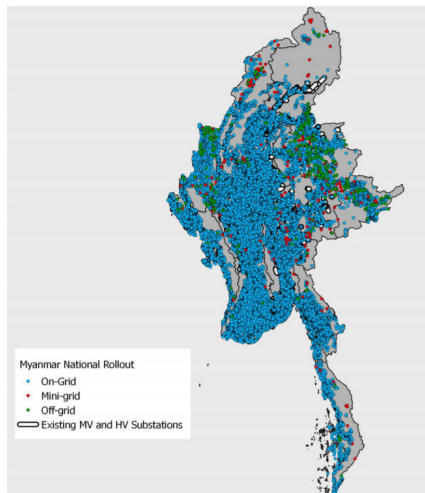 Myanmar National Rollout
On-Grid
Mini-grid
Off-grid
Existing MV and HV Substations